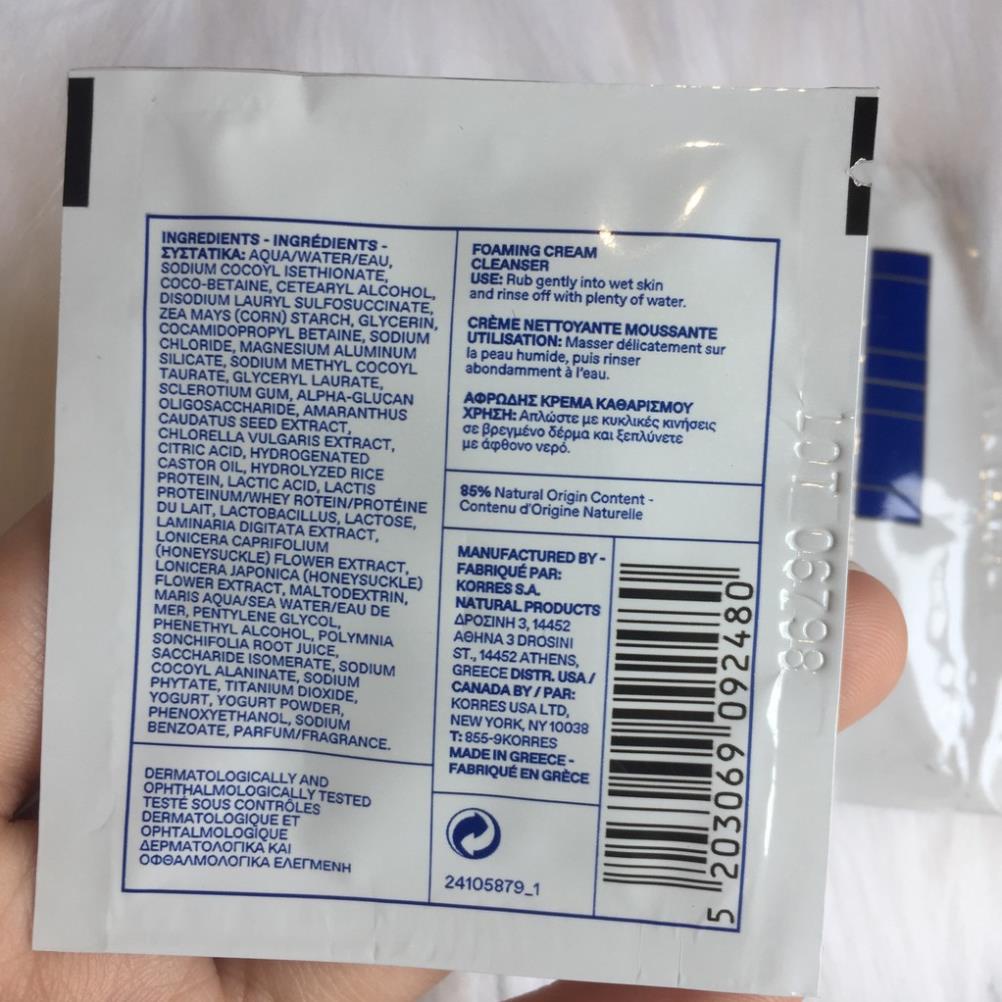 INGREDIENTS - INGRÉDIENTS -
ΣΥΣΤΑΤΙΚΑ: AQUA/WATER/EAU,
SODIUM COCOYL ISETHIONATE,
COCO-BETAINE, CETEARYL ALCOHOL,
DISODIUM LAURYL SULFOSUCCINATE,
ZEA MAYS (CORN) STARCH, GLYCERIN,
COCAMIDOPROPYL BETAINE, SODIUM
CHLORIDE, MAGNESIUM ALUMINUM
SILICATE, SODIUM METHYL COCOYL
TAURATE, GLYCERYL LAURATE,
SCLEROTIUM GUM, ALPHA-GLUCAN
OLIGOSACCHARIDE, AMARANTHUS
CAUDATUS SEED EXTRACT,
CHLORELLA VULGARIS EXTRACT,
CITRIC ACID, HYDROGENATED
CASTOR OIL, HYDROLYZED RICE
PROTEIN, LACTIC ACID, LACTIS
PROTEINUM/WHEY ROTEIN/PROTÉINE
DU LAIT, LACTOBACILLUS, LACTOSE,
LAMINARIA DIGITATA EXTRACT,
LONICERA CAPRIFOLIUM
(HONEYSUCKLE) FLOWER EXTRACT,
LONICERA JAPONICA (HONEYSUCKLE)
FLOWER EXTRACT, MALTODEXTRIN,
MARIS AQUA/SEA WATER/EAU DE
MER, PENTYLENE GLYCOL,
PHENETHYL ALCOHOL, POLYMNIA
SONCHIFOLIA ROOT JUICE,
SACCHARIDE ISOMERATE, SODIUM
COCOYL ALANINATE, SODIUM
PHYTATE, TITANIUM DIOXIDE,
YOGURT, YOGURT POWDER,
PHENOXYETHANOL, SODIUM
BENZOATE, PARFUM/FRAGRANCE.
DERMATOLOGICALLY AND
OPHTHALMOLOGICALLY TESTED
TESTÉ SOUS CONTRÔLES
DERMATOLOGIQUE ET
OPHTALMOLOGIQUE
ΔΕΡΜΑΤΟΛΟΓΙΚΑ ΚΑΙ
ΟΦΘΑΛΜΟΛΟΓΙΚΑ ΕΛΕΓΜΕΝΗ
FOAMING CREAM
CLEANSER
USE: Rub gently into wet skin
and rinse off with plenty of water.
CRÈME NETTOYANTE MOUSSANTE
UTILISATION: Masser délicatement sur
la peau humide, puis rinser
abondamment à l'eau.
ΑΦΡΩΔΗΣ ΚΡΕΜΑ ΚΑΘΑΡΙΣΜΟΥ
ΧΡΗΣΗ: Απλώστε με κυκλικές κινήσεις
σε βρεγμένο δέρμα και ξεπλύνετε
με άφθονο νερό.
85% Natural Origin Content -
Contenu d'Origine Naturelle
MANUFACTURED BY -
FABRIQUÉ PAR:
KORRES S.A.
NATURAL PRODUCTS
ΔΡΟΣΙΝΗ 3, 14452
ΑΘΗΝΑ 3 DROSINI
ST., 14452 ATHENS,
GREECE DISTR. USA /
CANADA BY / PAR:
KORRES USA LTD,
NEW YORK, NY 10038
T: 855-9KORRES
MADE IN GREECE -
FABRIQUÉ EN GRÈCE
24105879_1
5 203069 092480
LOT 06790